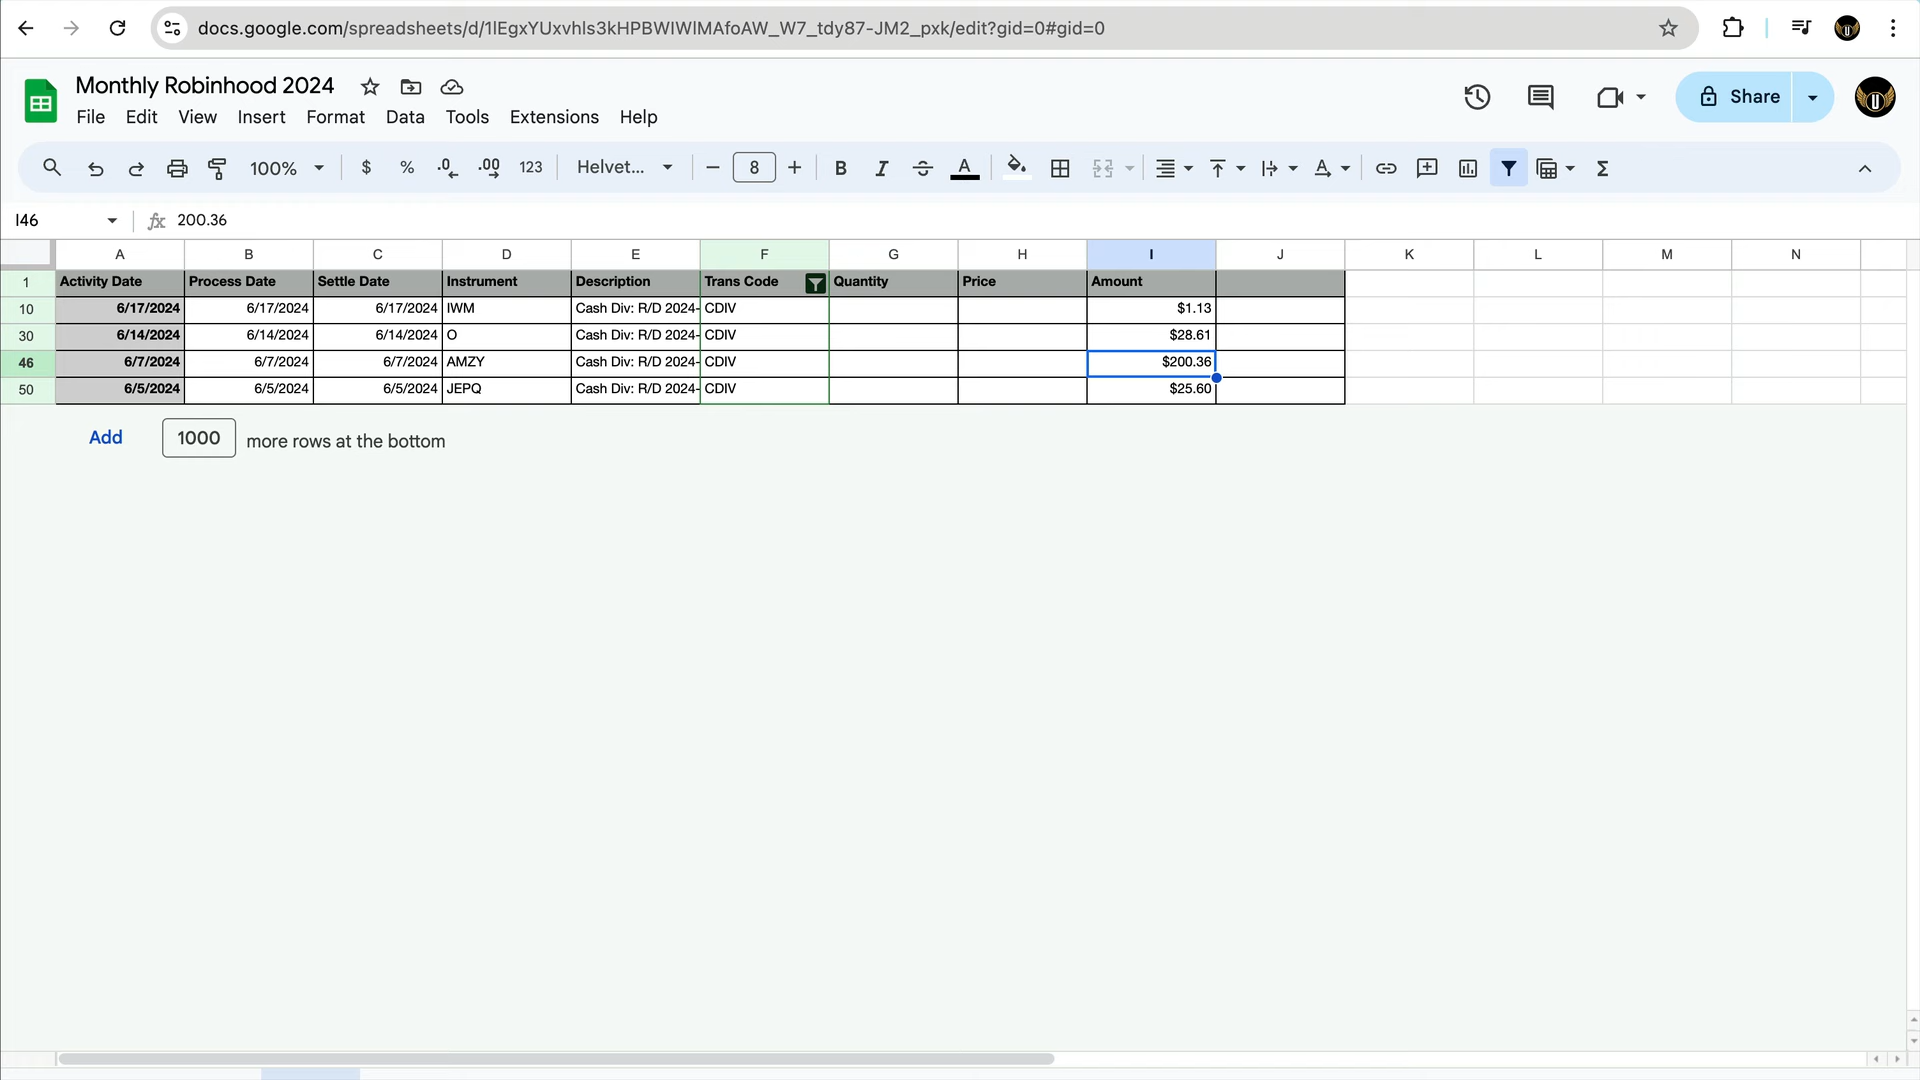 docs.google.com/spreadsheets/d/1lEgxYUxvhls3kHPBWIWlMAfoAW_W7_tdy87-JM2_pxk/edit?gid=0#gid=0
Monthly Robinhood 2024
File Edit View Insert Format Data Tools Extensions Help
Share
100% $ % .0 .00 123 Helvet... 8 B I A
I46 fx 200.36
A B C D E F G H I J K L M N
1 Activity Date Process Date Settle Date Instrument Description Trans Code Quantity Price Amount
10 6/17/2024 6/17/2024 6/17/2024 IWM Cash Div: R/D 2024- CDIV $1.13
30 6/14/2024 6/14/2024 6/14/2024 O Cash Div: R/D 2024- CDIV $28.61
46 6/7/2024 6/7/2024 6/7/2024 AMZY Cash Div: R/D 2024- CDIV $200.36
50 6/5/2024 6/5/2024 6/5/2024 JEPQ Cash Div: R/D 2024- CDIV $25.60
Add 1000 more rows at the bottom